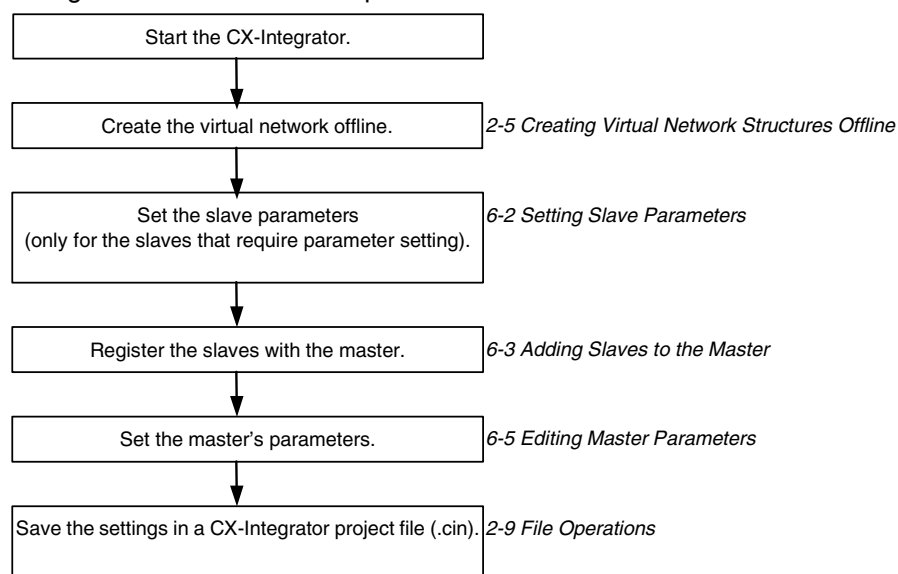 Start the CX-Integrator.
Create the virtual network offline.
2-5 Creating Virtual Network Structures Offline
Set the slave parameters
(only for the slaves that require parameter setting).
6-2 Setting Slave Parameters
Register the slaves with the master.
6-3 Adding Slaves to the Master
Set the master's parameters.
6-5 Editing Master Parameters
Save the settings in a CX-Integrator project file (.cin).
2-9 File Operations